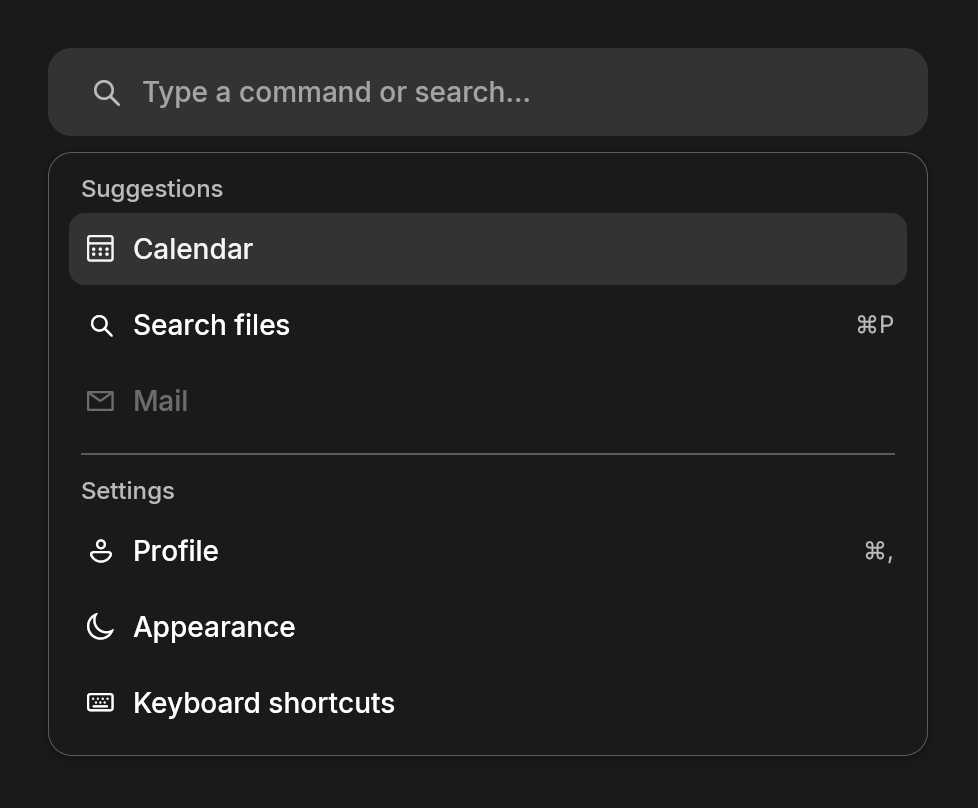 Type a command or search...
Suggestions
Calendar
Search files ⌘P
Mail
Settings
Profile ⌘,
Appearance
Keyboard shortcuts